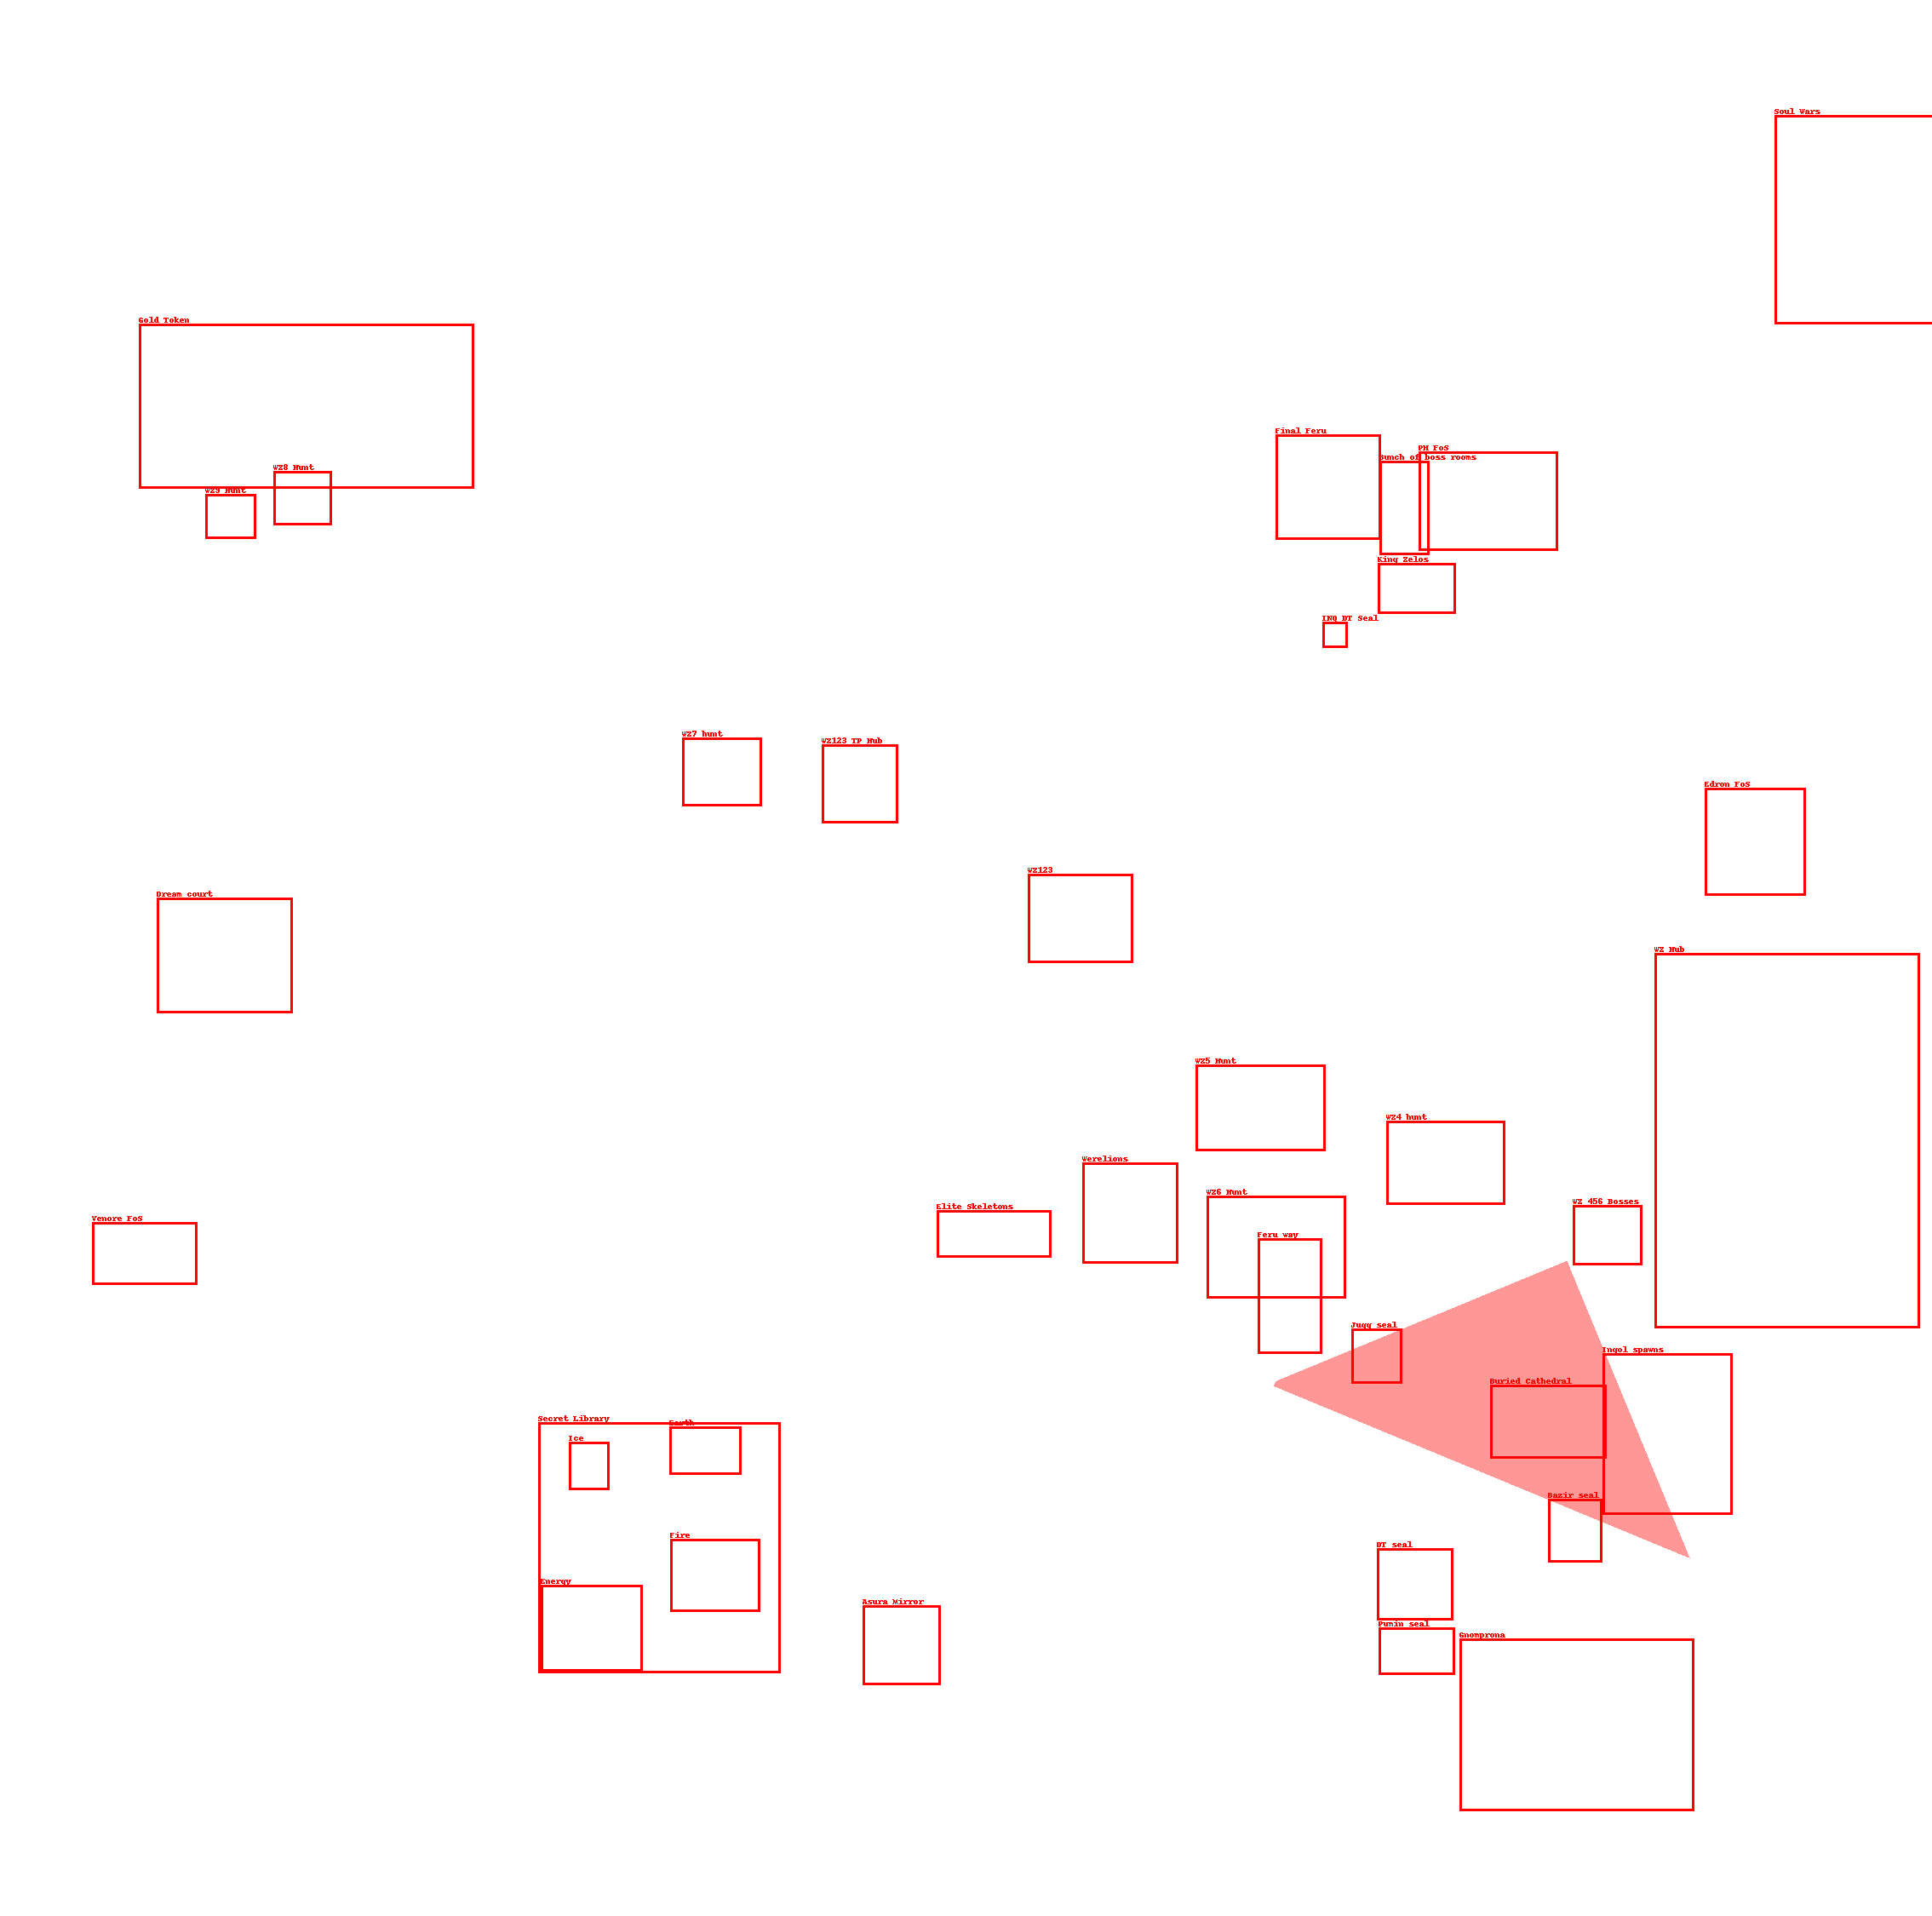 Soul Wars
Gold Token
Final Feru
PH FoS
Bunch of boss rooms
WZ8 Hunt
WZ9 Hunt
King Zelos
INQ DT Seal
WZ7 hunt
WZ123 TP Hub
Edron FoS
WZ123
Dream court
WZ Hub
WZ5 Hunt
WZ4 hunt
Werelions
WZ6 Hunt
WZ 456 Bosses
Elite Skeletons
Venore FoS
Feru way
Jugg seal
Ingol spawns
Buried Cathedral
Secret Library
Earth
Ice
Bazir seal
Fire
DT seal
Energy
Asura Mirror
Pumin seal
Gnomprona